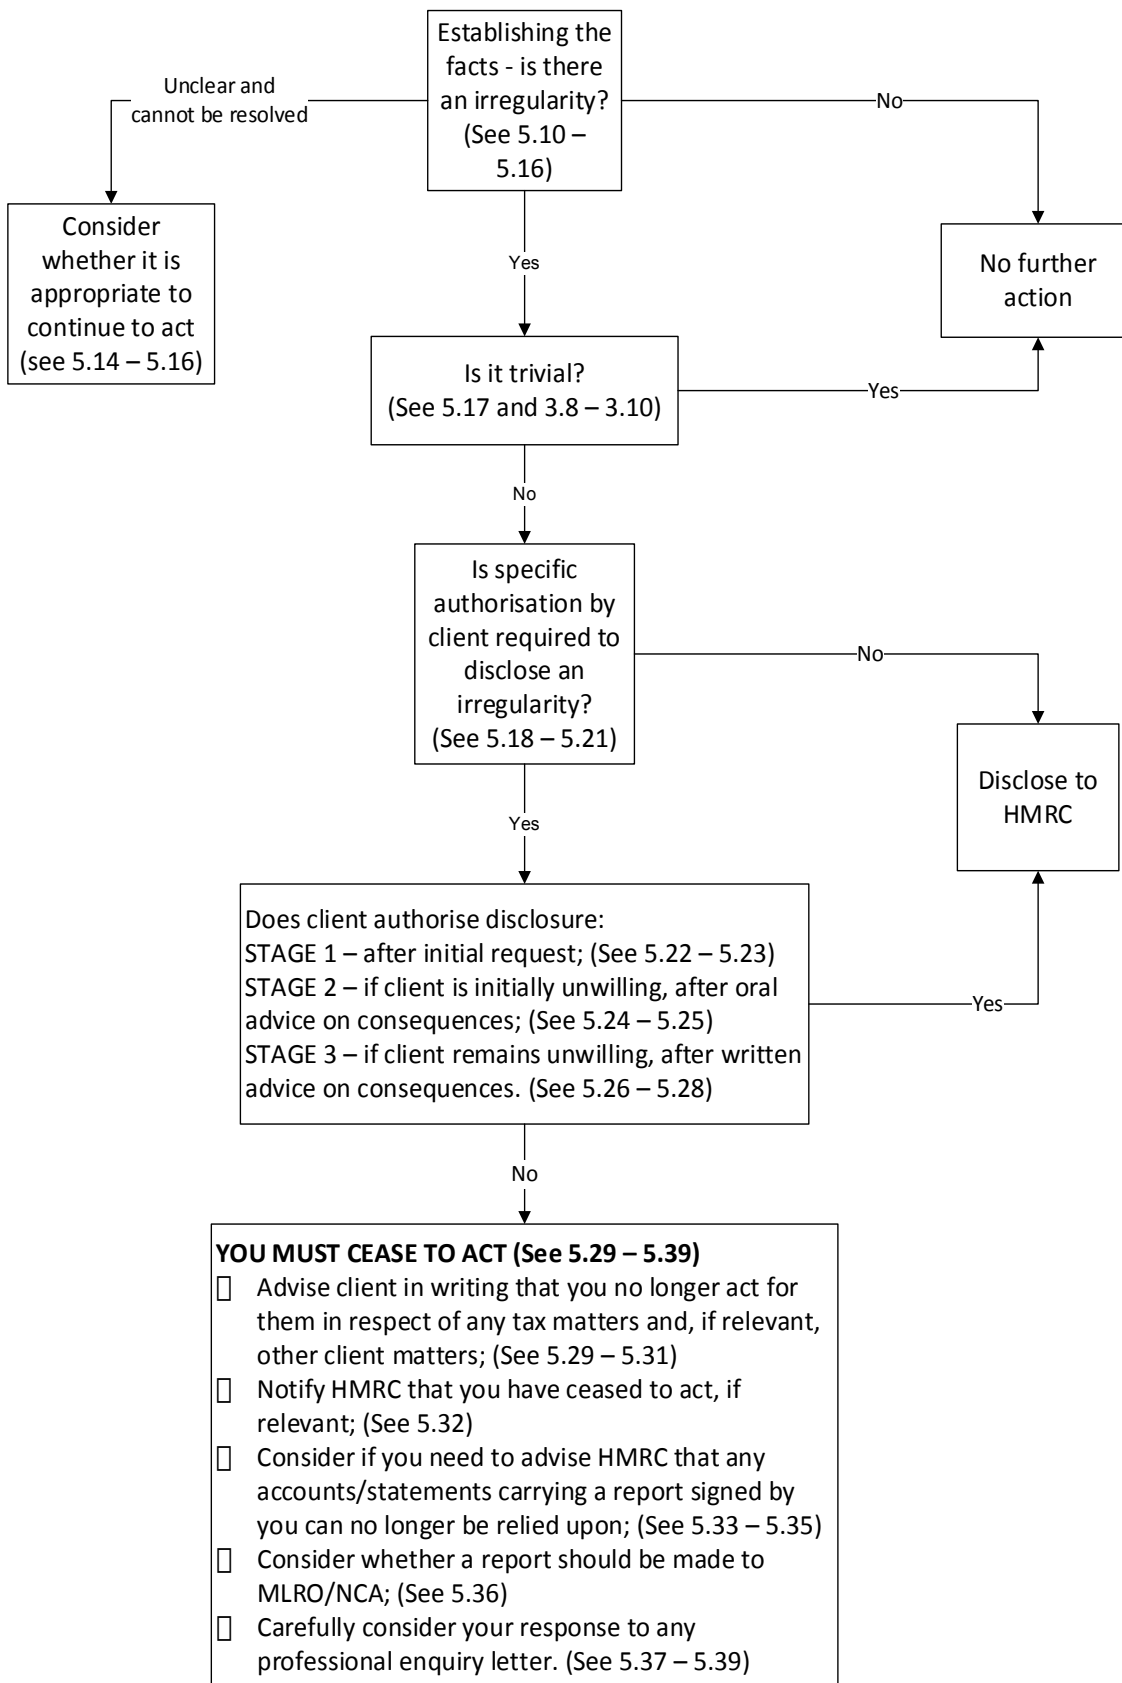 Establishing the
facts - is there
an irregularity?
(See 5.10 –
5.16)
Unclear and
cannot be resolved
No
Consider
whether it is
appropriate to
continue to act
(see 5.14 – 5.16)
Yes
No further
action
Is it trivial?
(See 5.17 and 3.8 – 3.10)
Yes
No
Is specific
authorisation by
client required to
disclose an
irregularity?
(See 5.18 – 5.21)
No
Disclose to
HMRC
Yes
Does client authorise disclosure:
STAGE 1 – after initial request; (See 5.22 – 5.23)
STAGE 2 – if client is initially unwilling, after oral
advice on consequences; (See 5.24 – 5.25)
STAGE 3 – if client remains unwilling, after written
advice on consequences. (See 5.26 – 5.28)
Yes
No
YOU MUST CEASE TO ACT (See 5.29 – 5.39)
Advise client in writing that you no longer act for
them in respect of any tax matters and, if relevant,
other client matters; (See 5.29 – 5.31)
Notify HMRC that you have ceased to act, if
relevant; (See 5.32)
Consider if you need to advise HMRC that any
accounts/statements carrying a report signed by
you can no longer be relied upon; (See 5.33 – 5.35)
Consider whether a report should be made to
MLRO/NCA; (See 5.36)
Carefully consider your response to any
professional enquiry letter. (See 5.37 – 5.39)